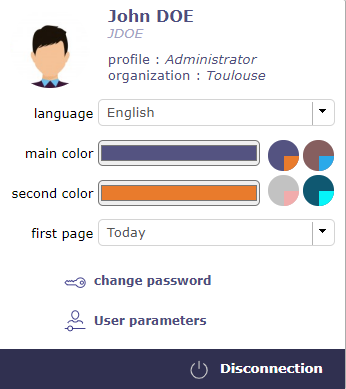 John DOE
JDOE
profile : Administrator
organization : Toulouse
language English
main color
second color
first page Today
change password
User parameters
Disconnection